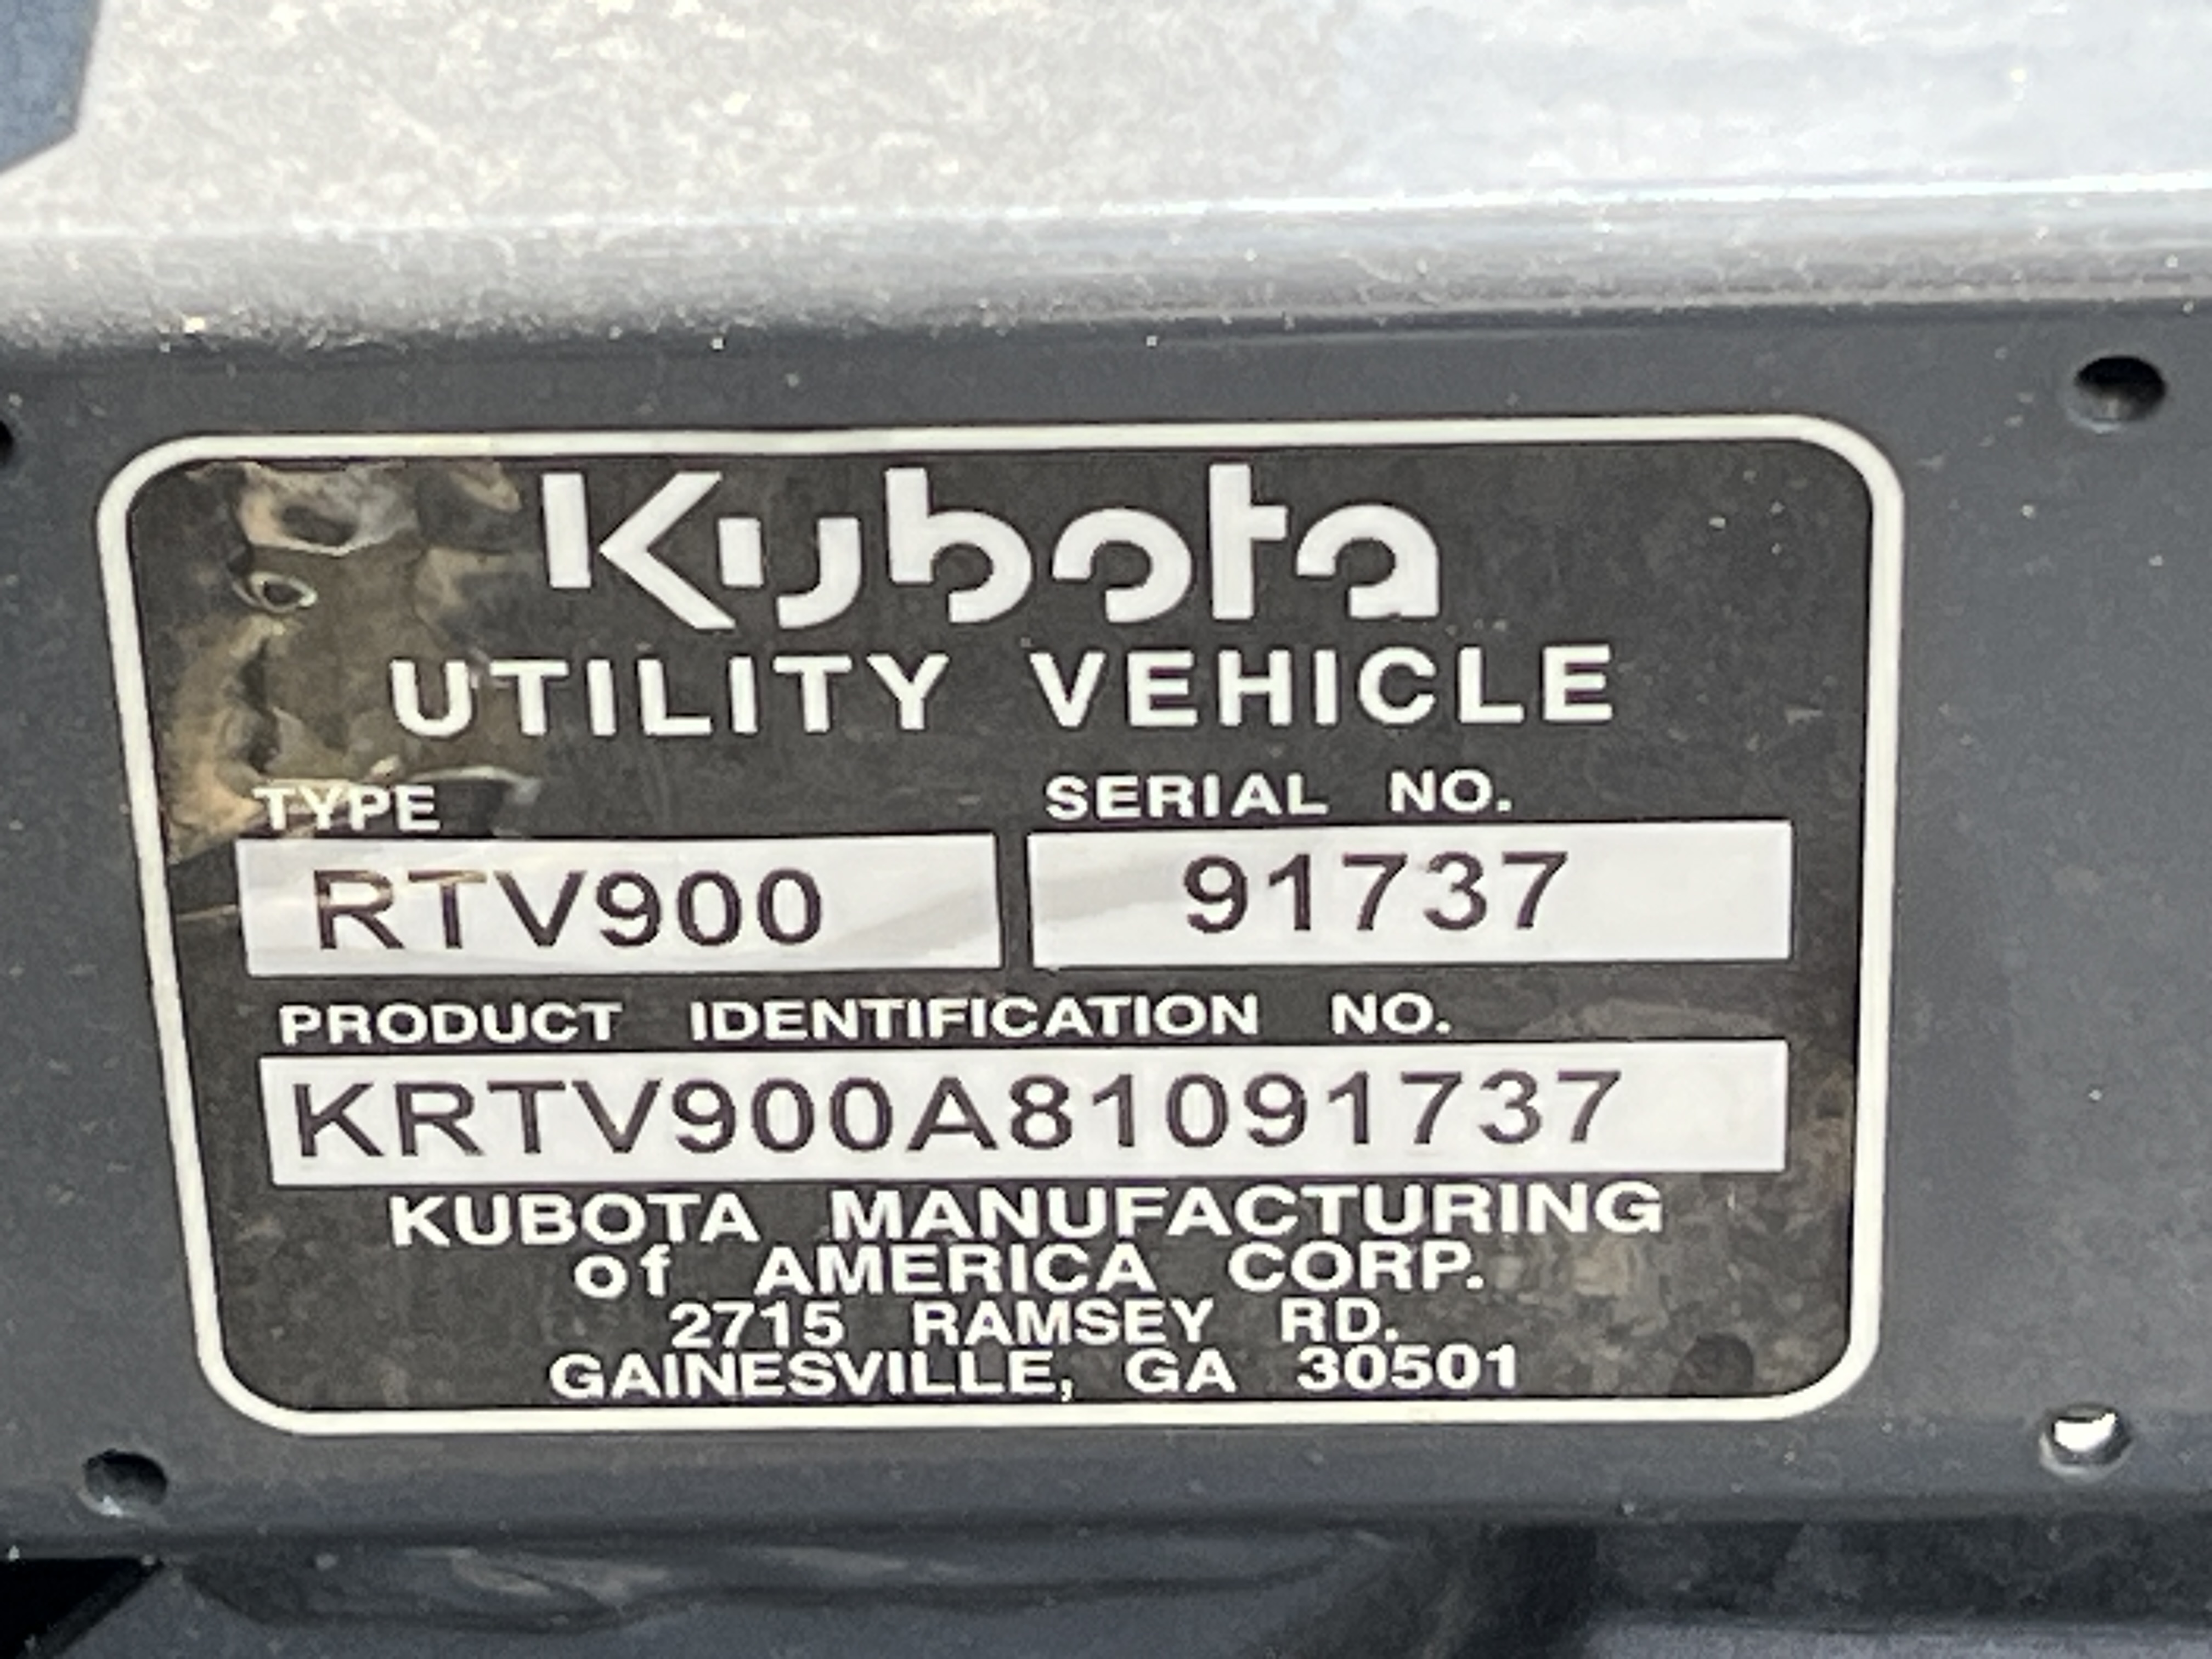 Kubota
UTILITY VEHICLE
TYPE SERIAL NO.
RTV900 91737
PRODUCT IDENTIFICATION NO.
KRTV900A81091737
KUBOTA MANUFACTURING
of AMERICA CORP.
2715 RAMSEY RD.
GAINESVILLE, GA 30501